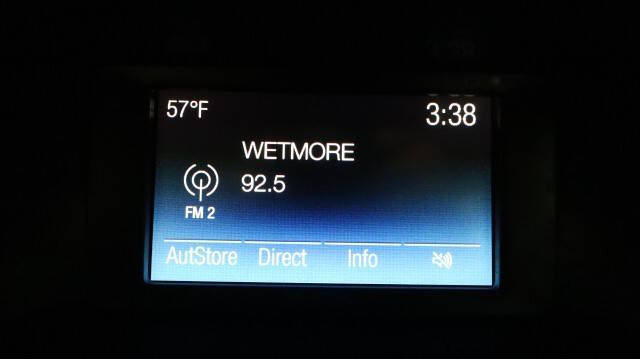 57°F
3:38
WETMORE
92.5
FM 2
AutStore Direct Info